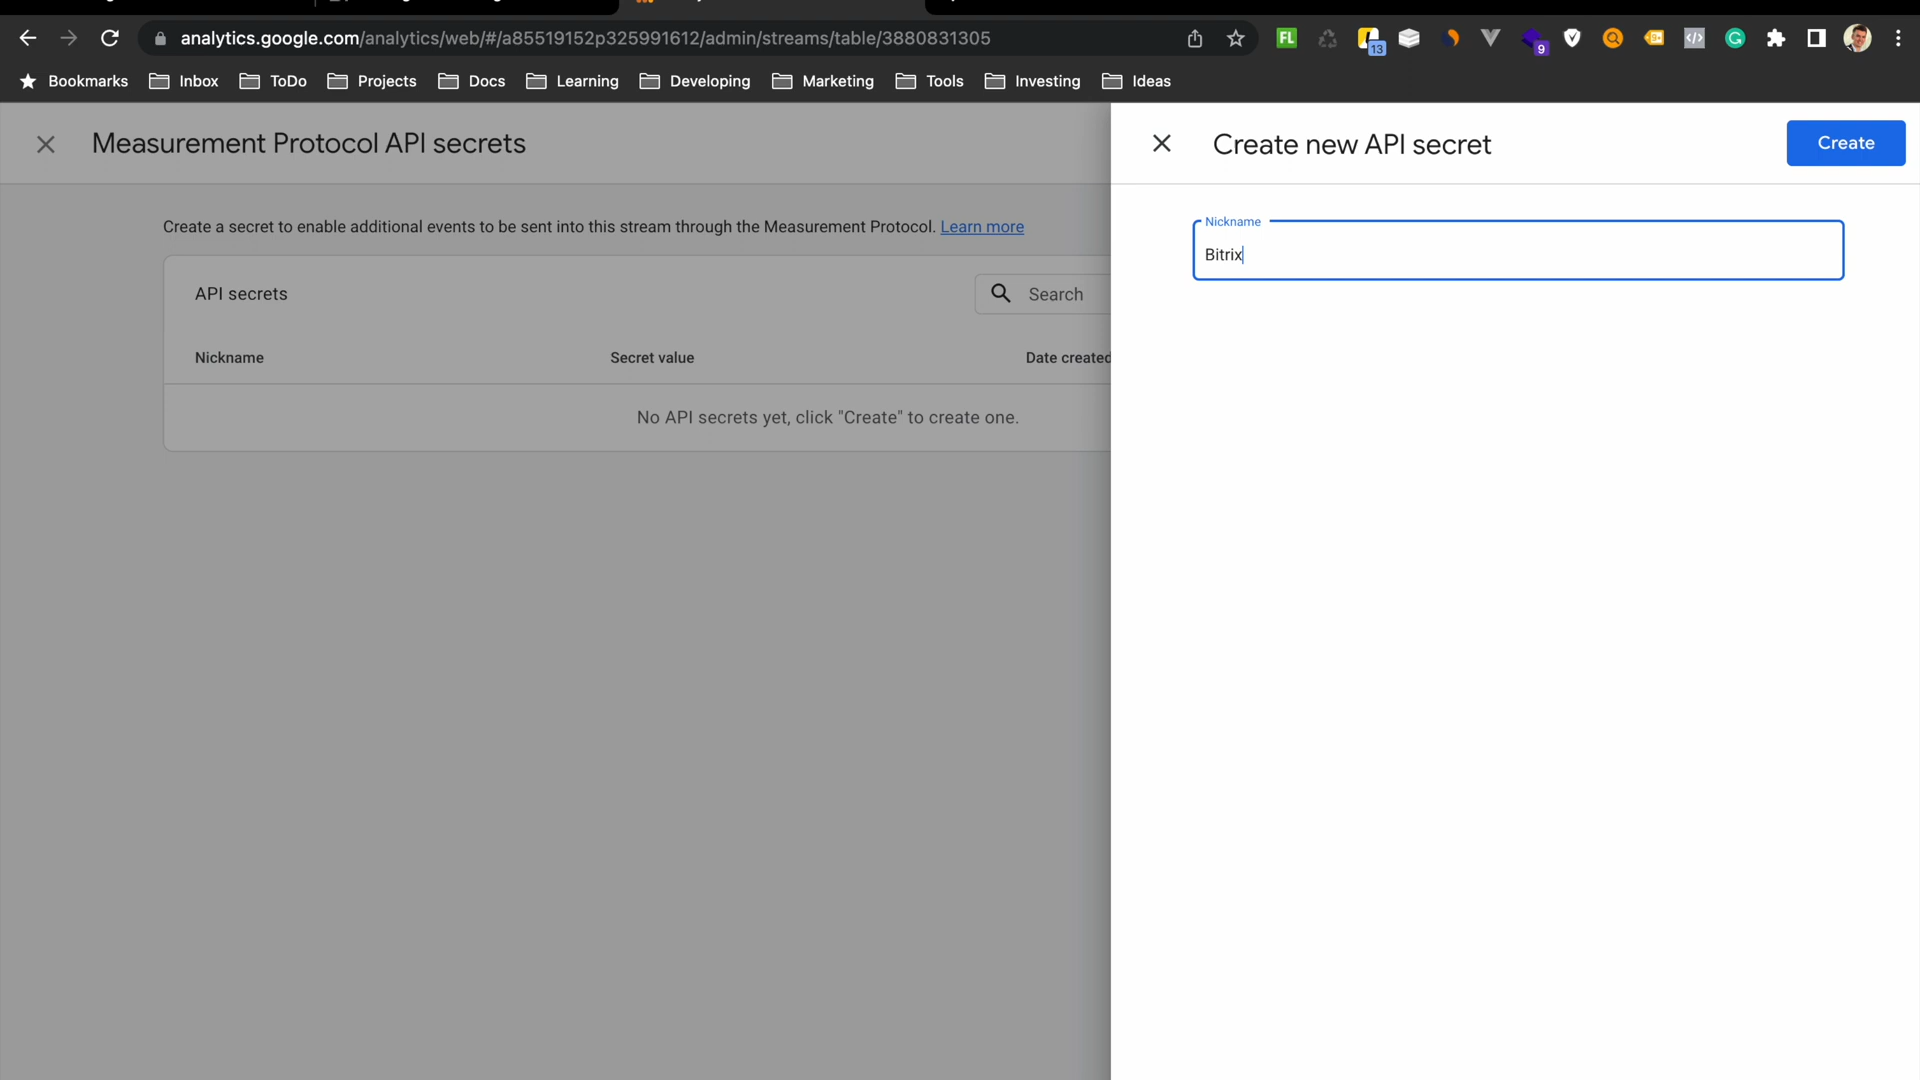 analytics.google.com/analytics/web/#/a85519152p325991612/admin/streams/table/3880831305
FL
13
9
Bookmarks
Inbox
ToDo
Projects
Docs
Learning
Developing
Marketing
Tools
Investing
Ideas
Measurement Protocol API secrets
Create new API secret
Create
Create a secret to enable additional events to be sent into this stream through the Measurement Protocol. Learn more
Nickname
Bitrix
API secrets
Search
Nickname
Secret value
Date created
No API secrets yet, click "Create" to create one.